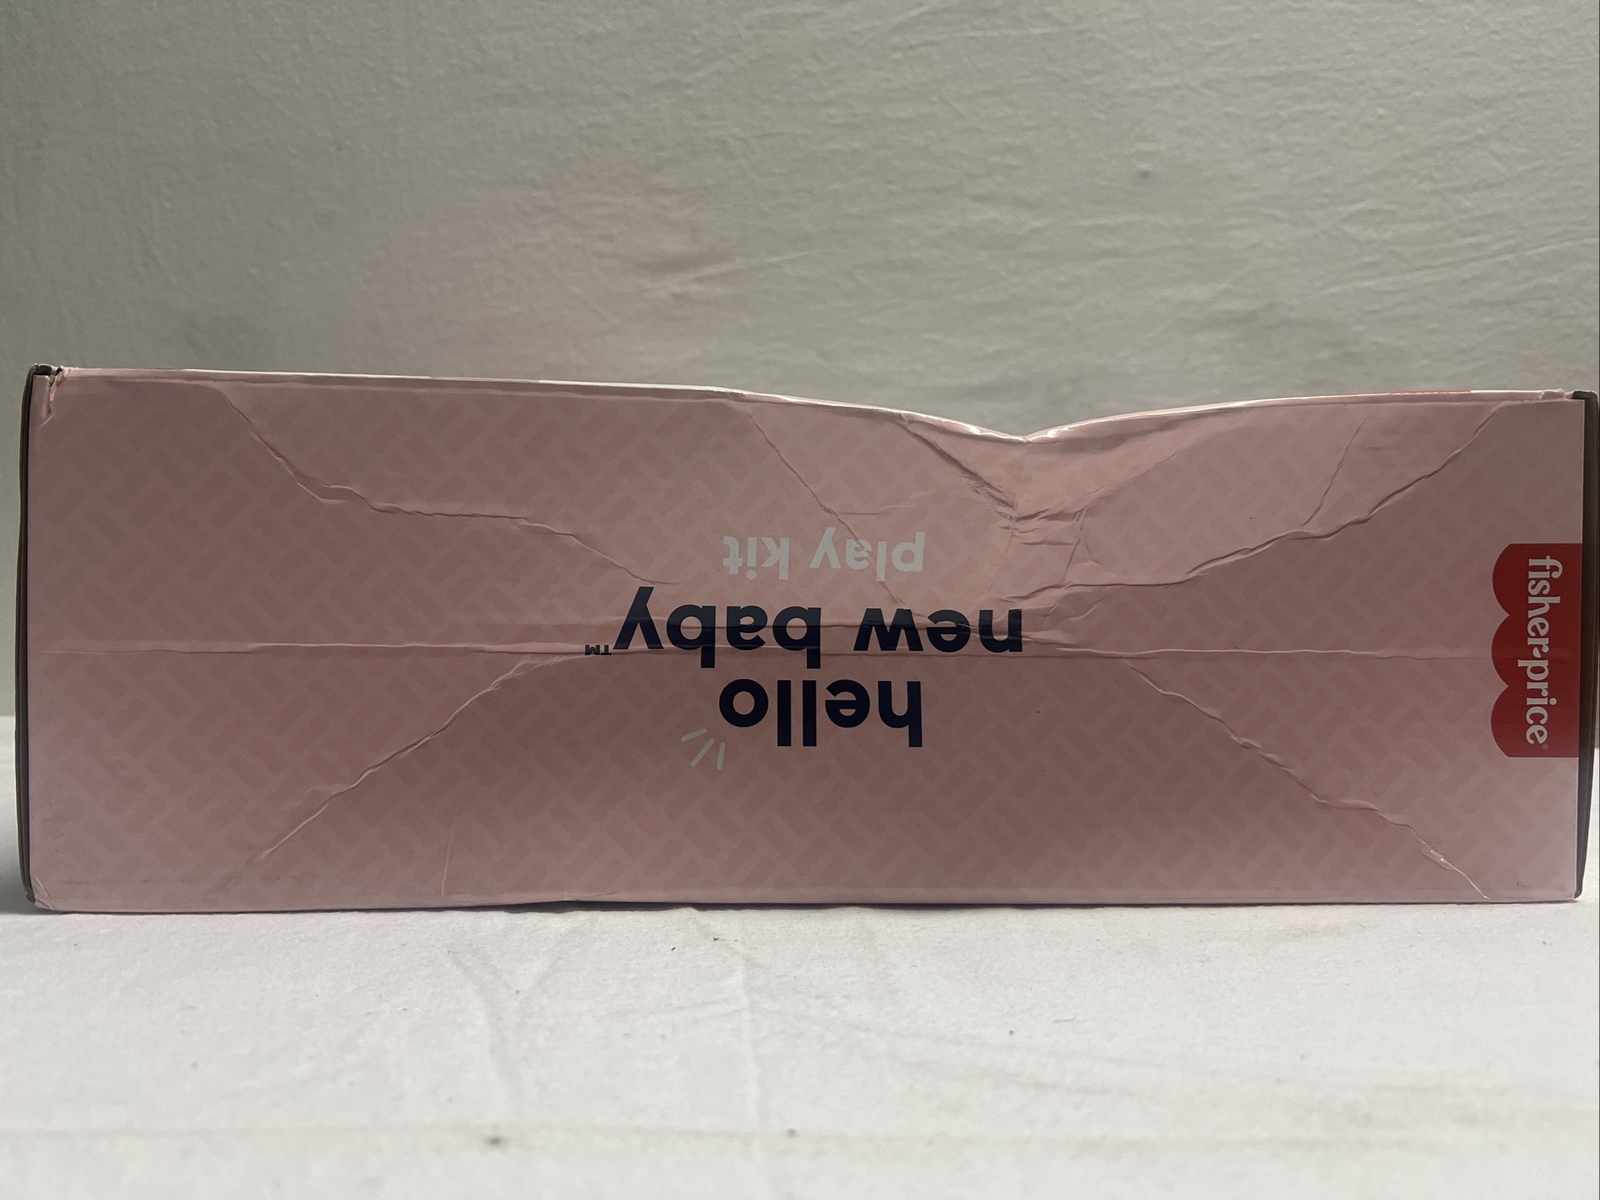 hello
new baby™
play kit
fisher-price®